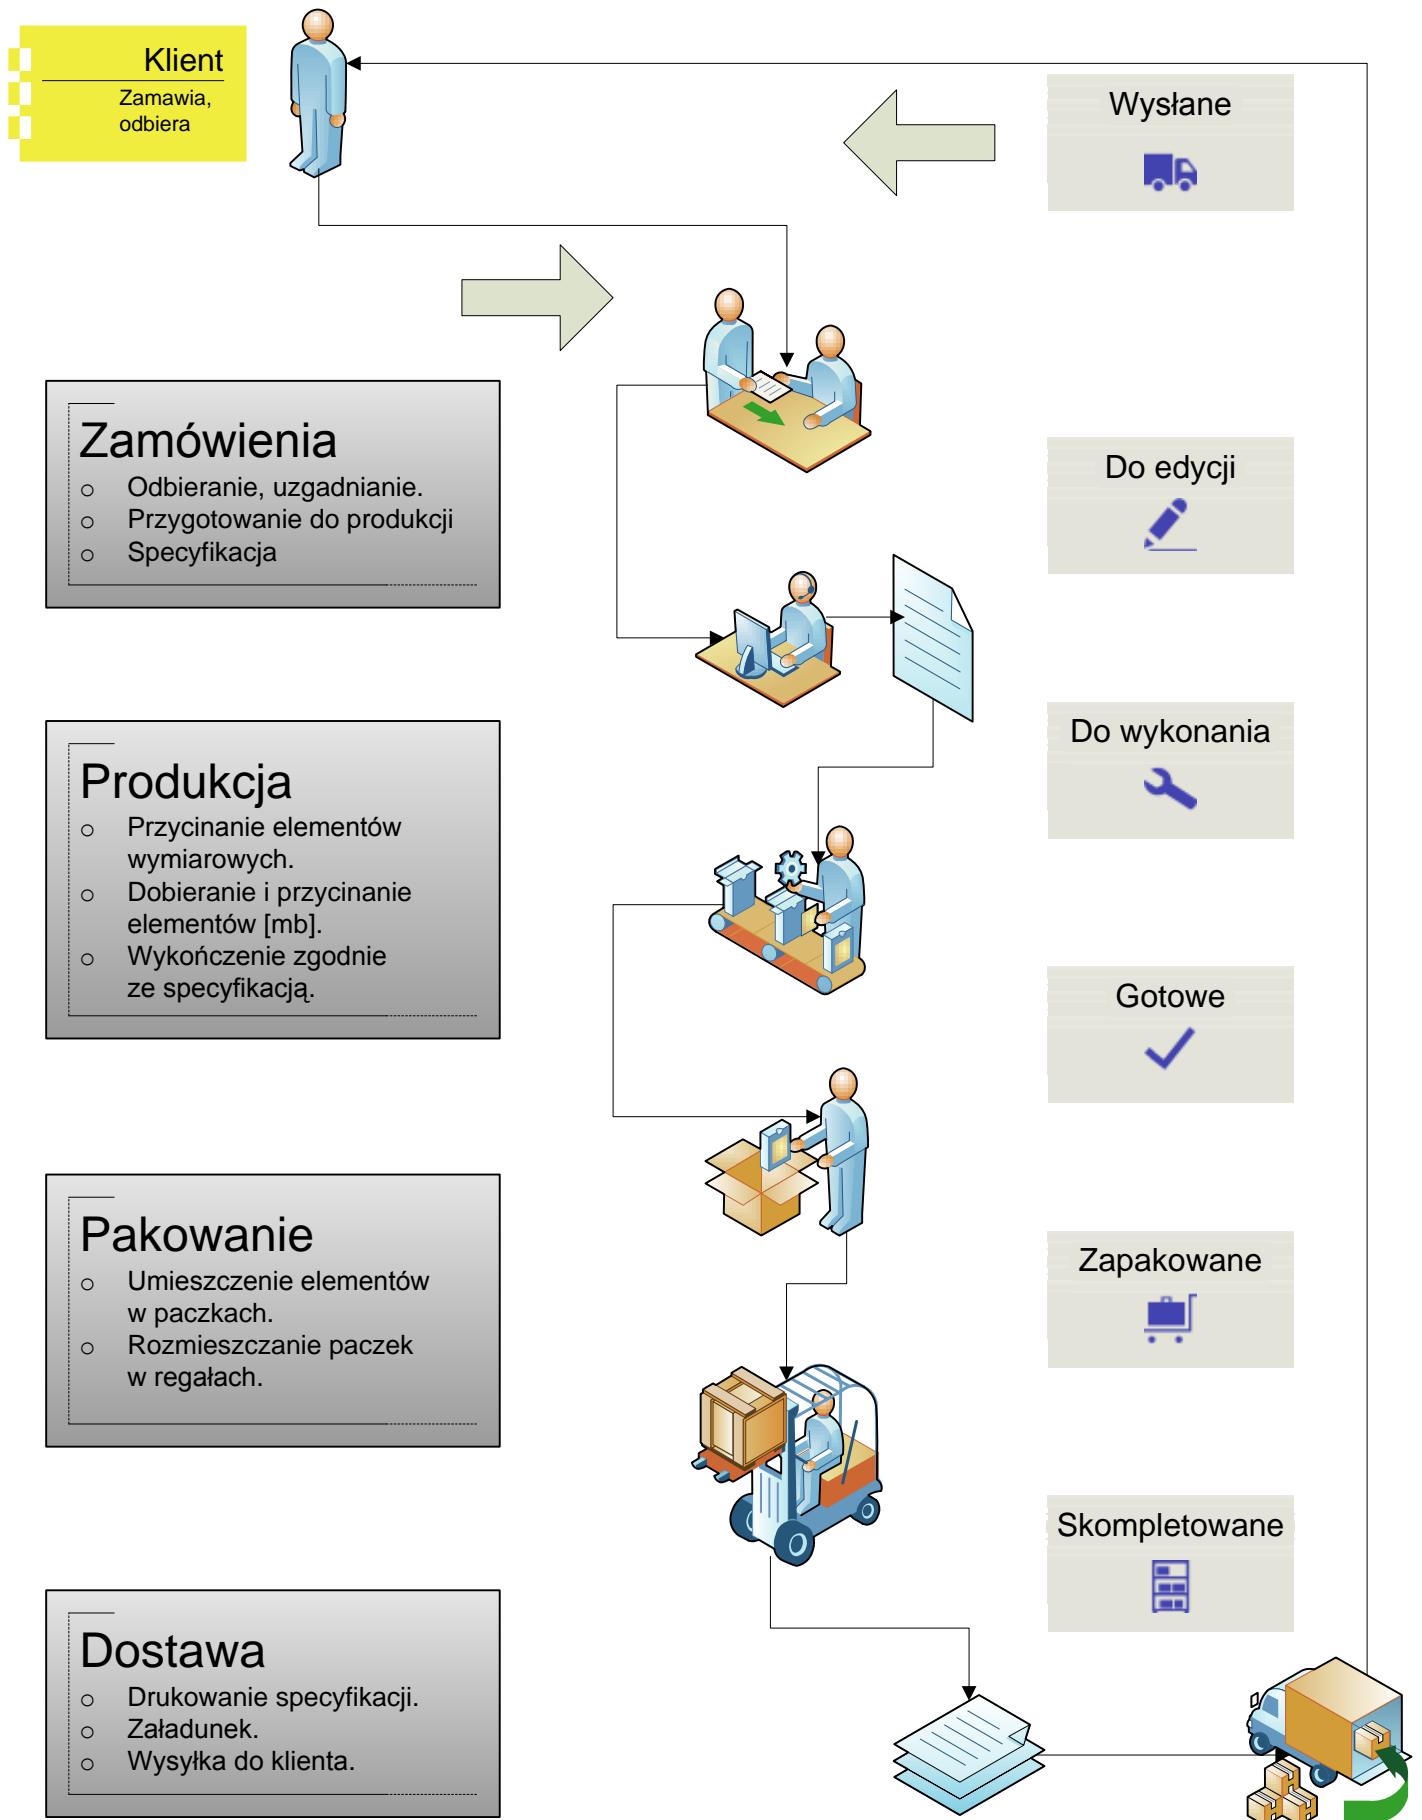 Klient
Zamawia,
odbiera
Wysłane
Zamówienia
o Odbieranie, uzgadnianie.
o Przygotowanie do produkcji
o Specyfikacja
Do edycji
Do wykonania
Produkcja
o Przycinanie elementów
wymiarowych.
o Dobieranie i przycinanie
elementów [mb].
o Wykończenie zgodnie
ze specyfikacją.
Gotowe
Pakowanie
o Umieszczenie elementów
w paczkach.
o Rozmieszczanie paczek
w regałach.
Zapakowane
Skompletowane
Dostawa
o Drukowanie specyfikacji.
o Załadunek.
o Wysyłka do klienta.